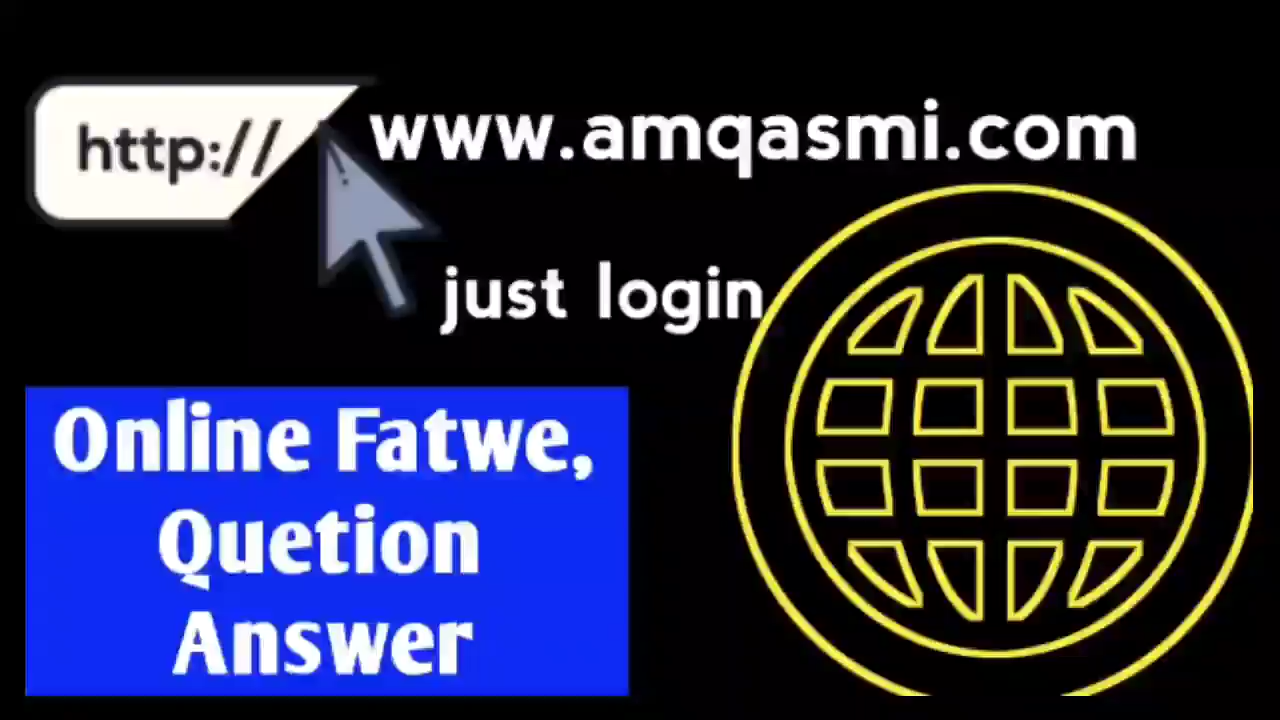 http://
www.amqasmi.com
just login
Online Fatwe,
Quetion
Answer